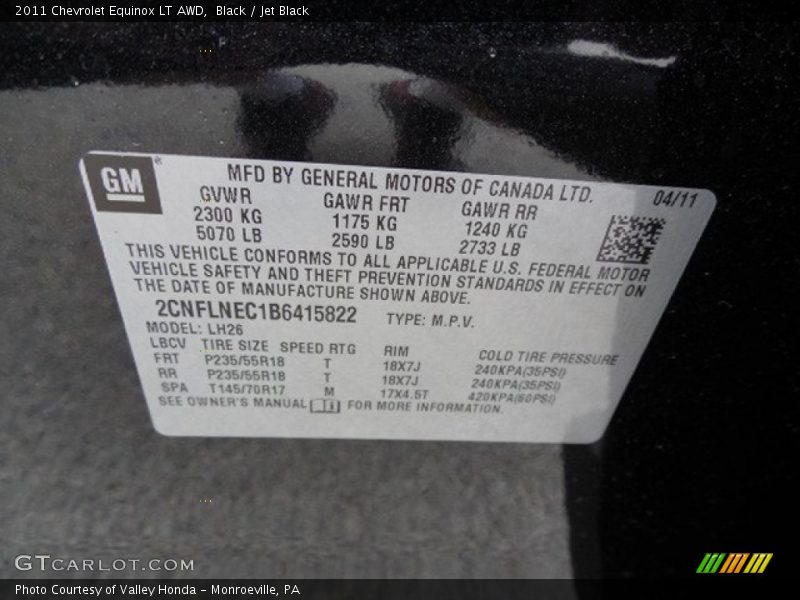 2011 Chevrolet Equinox LT AWD,  Black / Jet Black
GM
MFD BY GENERAL MOTORS OF CANADA LTD. 04/11
GVWR GAWR FRT GAWR RR
2300 KG 1175 KG 1240 KG
5070 LB 2590 LB 2733 LB
THIS VEHICLE CONFORMS TO ALL APPLICABLE U.S. FEDERAL MOTOR
VEHICLE SAFETY AND THEFT PREVENTION STANDARDS IN EFFECT ON
THE DATE OF MANUFACTURE SHOWN ABOVE.
2CNFLNEC1B6415822 TYPE: M.P.V.
MODEL: LH26
LBCV TIRE SIZE SPEED RTG RIM COLD TIRE PRESSURE
FRT P235/55R18 T 18X7J 240KPA(35PSI)
RR P235/55R18 T 18X7J 240KPA(35PSI)
SPA T145/70R17 M 17X4.5T 420KPA(60PSI)
SEE OWNER'S MANUAL FOR MORE INFORMATION.
GTCARLOT.COM
Photo Courtesy of Valley Honda - Monroeville, PA